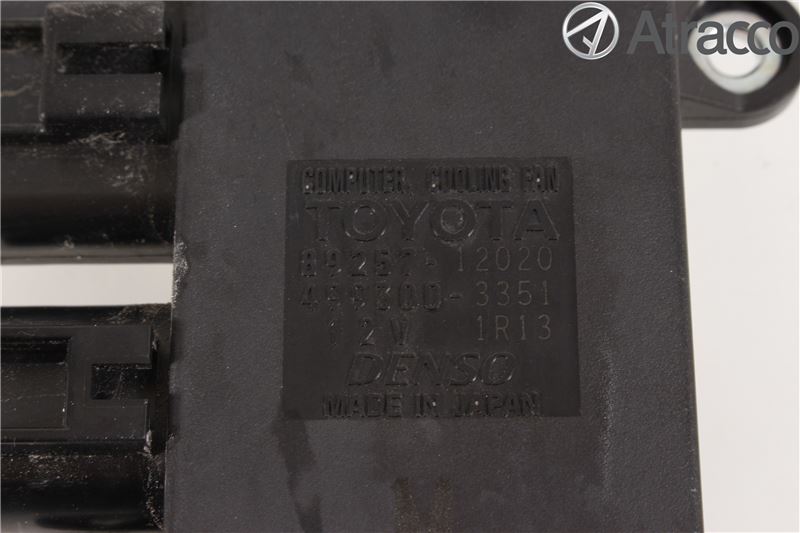 Atracco
COMPUTER, COOLING FAN
TOYOTA
89257-12020
499300-3351
12V 1R13
DENSO
MADE IN JAPAN